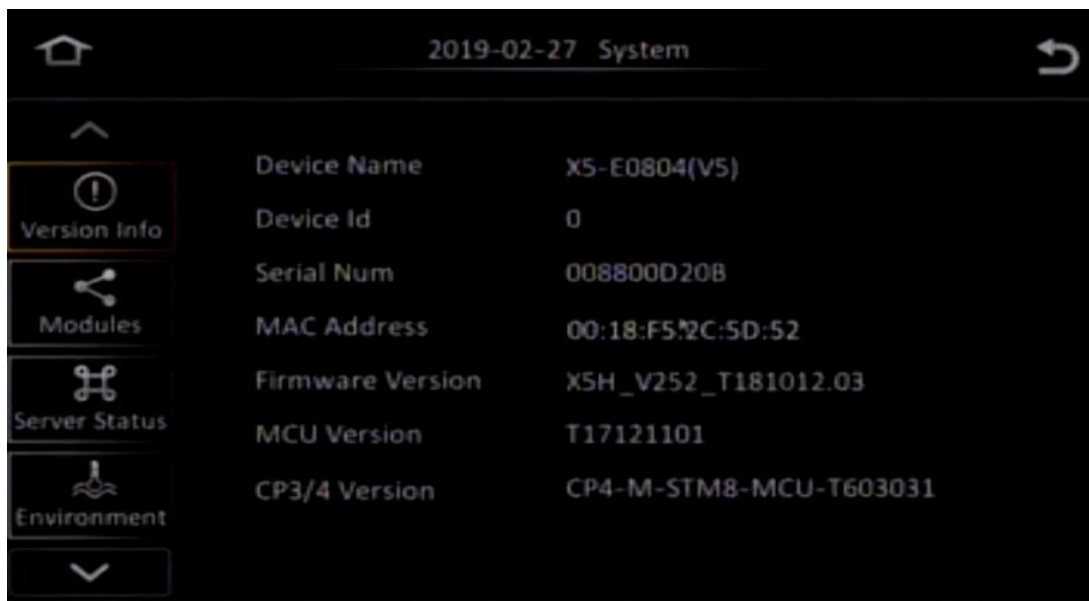 2019-02-27 System
Version Info
Modules
Server Status
Environment
Device Name X5-E0804(V5)
Device Id 0
Serial Num 008800D20B
MAC Address 00:18:F5:2C:5D:52
Firmware Version X5H_V252_T181012.03
MCU Version T17121101
CP3/4 Version CP4-M-STM8-MCU-T603031